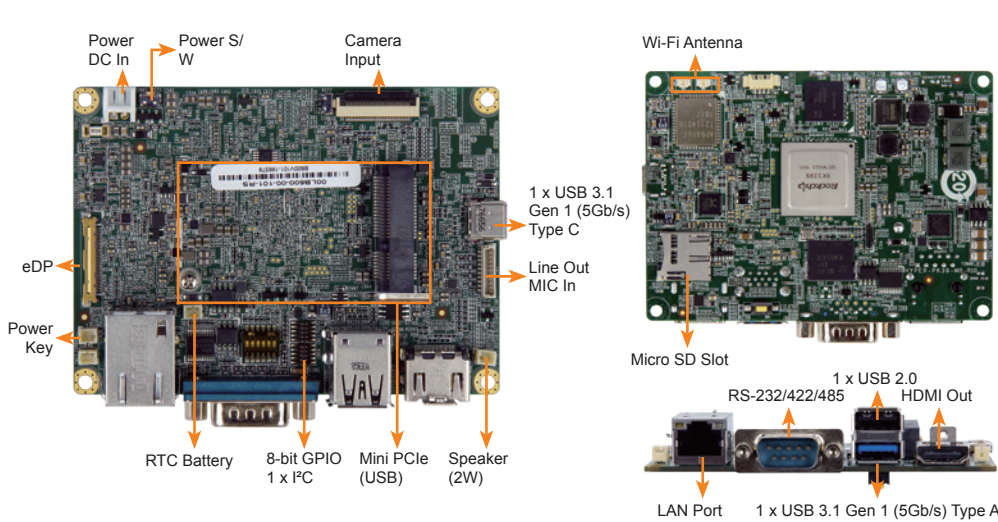 Power
DC In
Power S/
W
Camera
Input
1 x USB 3.1
Gen 1 (5Gb/s)
Type C
Line Out
MIC In
eDP
Power
Key
RTC Battery
8-bit GPIO
1 x I²C
Mini PCIe
(USB)
Speaker
(2W)
Wi-Fi Antenna
Rockchip
RK3399
20
Micro SD Slot
1 x USB 2.0
RS-232/422/485
HDMI Out
LAN Port
1 x USB 3.1 Gen 1 (5Gb/s) Type A